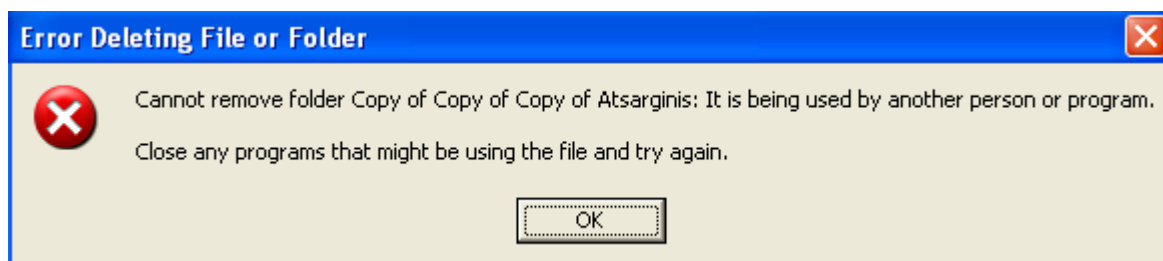 Error Deleting File or Folder
Cannot remove folder Copy of Copy of Copy of Atsarginis: It is being used by another person or program.
Close any programs that might be using the file and try again.
OK